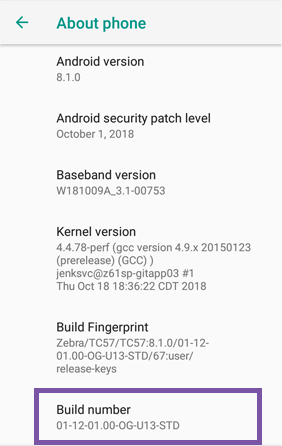 About phone
Android version
8.1.0
Android security patch level
October 1, 2018
Baseband version
W181009A_3.1-00753
Kernel version
4.4.78-perf (gcc version 4.9.x 20150123
(prerelease) (GCC) )
jenksvc@z61sp-gitapp03 #1
Thu Oct 18 18:36:22 CDT 2018
Build Fingerprint
Zebra/TC57/TC57:8.1.0/01-12-
01.00-OG-U13-STD/67:user/
release-keys
Build number
01-12-01.00-OG-U13-STD